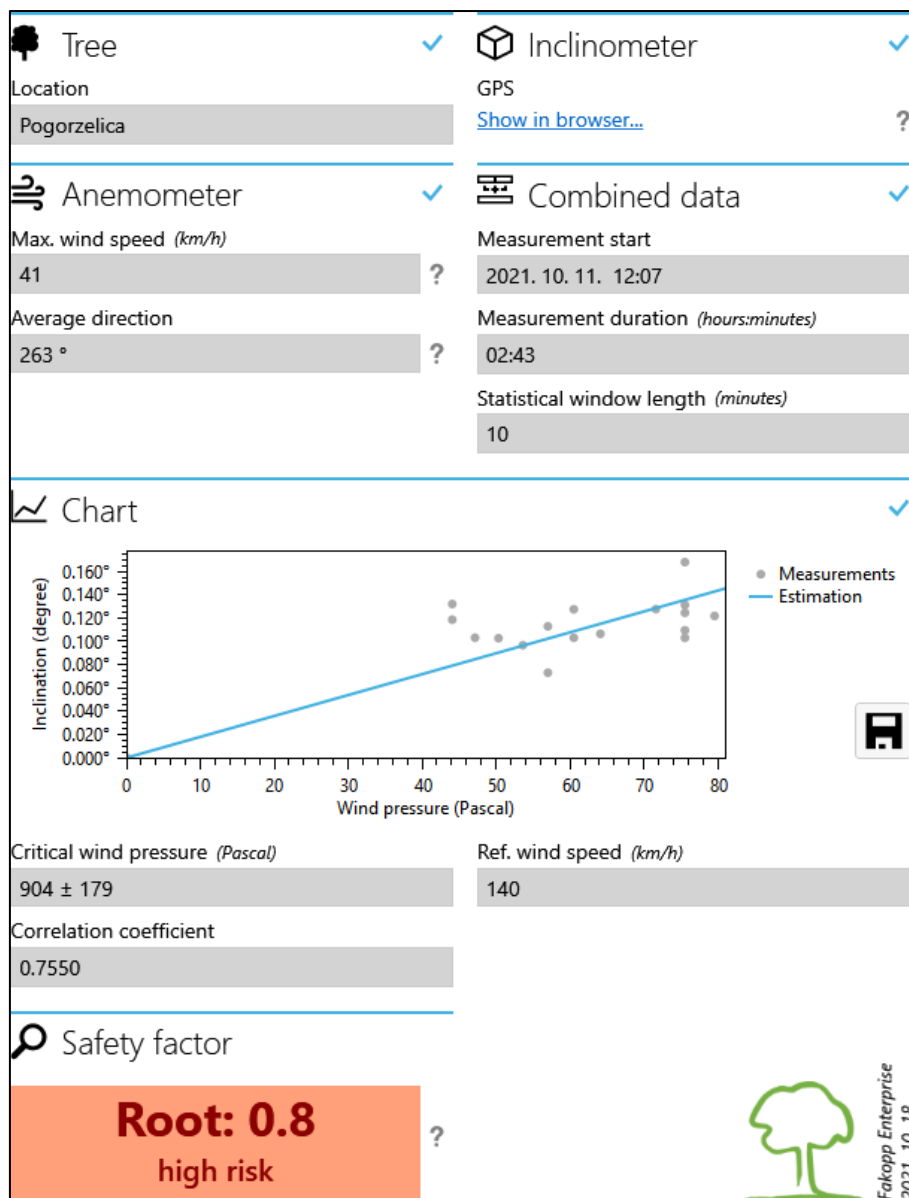 Tree
Location
Pogorzelica
Inclinometer
GPS
Show in browser...
?
Anemometer
Max. wind speed (km/h)
41
?
Average direction
263 °
?
Combined data
Measurement start
2021. 10. 11. 12:07
Measurement duration (hours:minutes)
02:43
Statistical window length (minutes)
10
Chart
Inclination (degree)
0.160°
0.140°
0.120°
0.100°
0.080°
0.060°
0.040°
0.020°
0.000°
0 10 20 30 40 50 60 70 80
Wind pressure (Pascal)
Measurements
Estimation
Critical wind pressure (Pascal)
904 ± 179
Ref. wind speed (km/h)
140
Correlation coefficient
0.7550
Safety factor
Root: 0.8
high risk
?
Fakopp Enterprise
2021. 10. 18